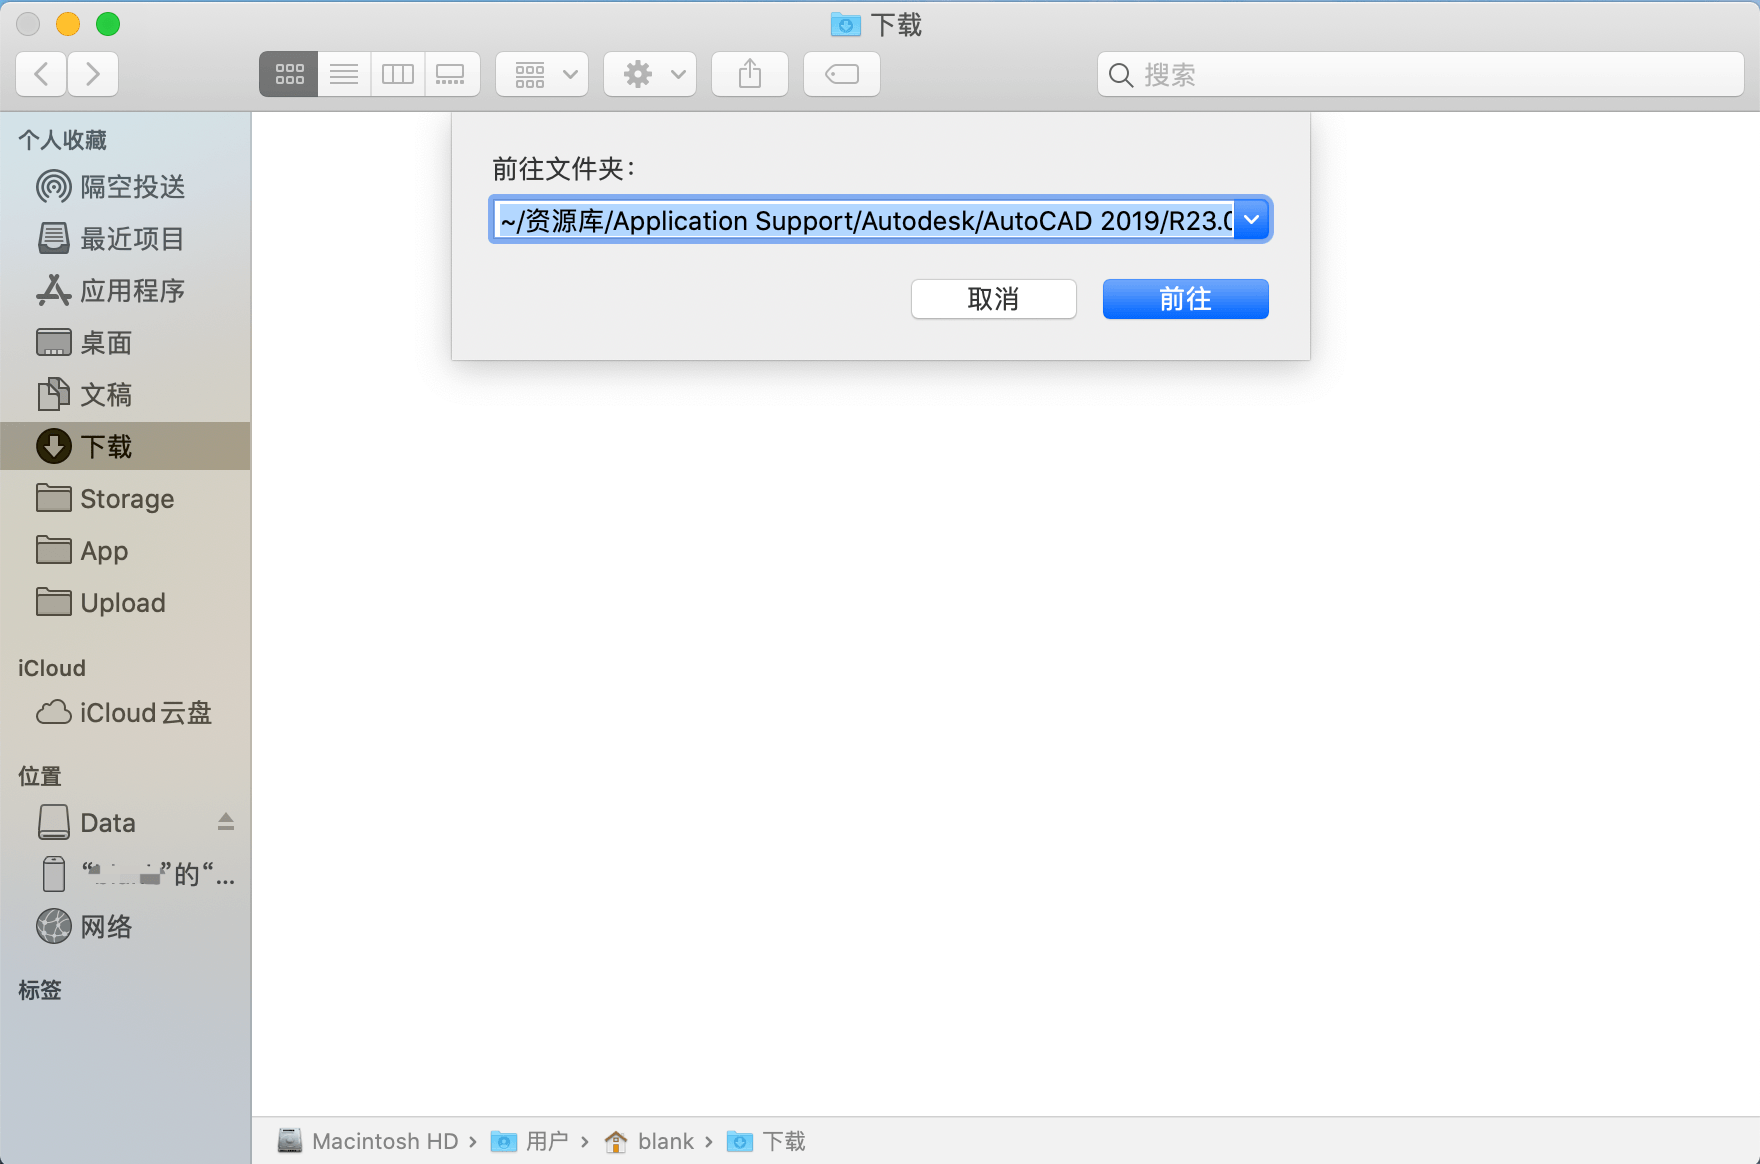 下载
搜索
个人收藏
隔空投送
最近项目
应用程序
桌面
文稿
下载
Storage
App
Upload
iCloud
iCloud云盘
位置
Data
“ ”的“...
网络
标签
前往文件夹：
~/资源库/Application Support/Autodesk/AutoCAD 2019/R23.0
取消
前往
Macintosh HD › 用户 › blank › 下载